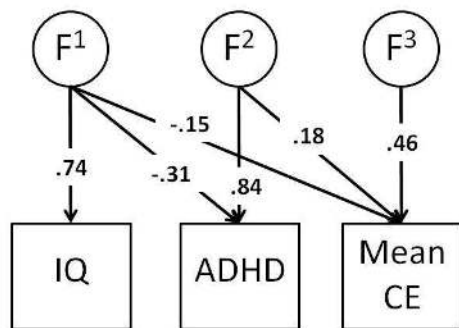 F¹ F² F³
-.15 .18 .46
.74 -.31 .84
IQ ADHD Mean
CE